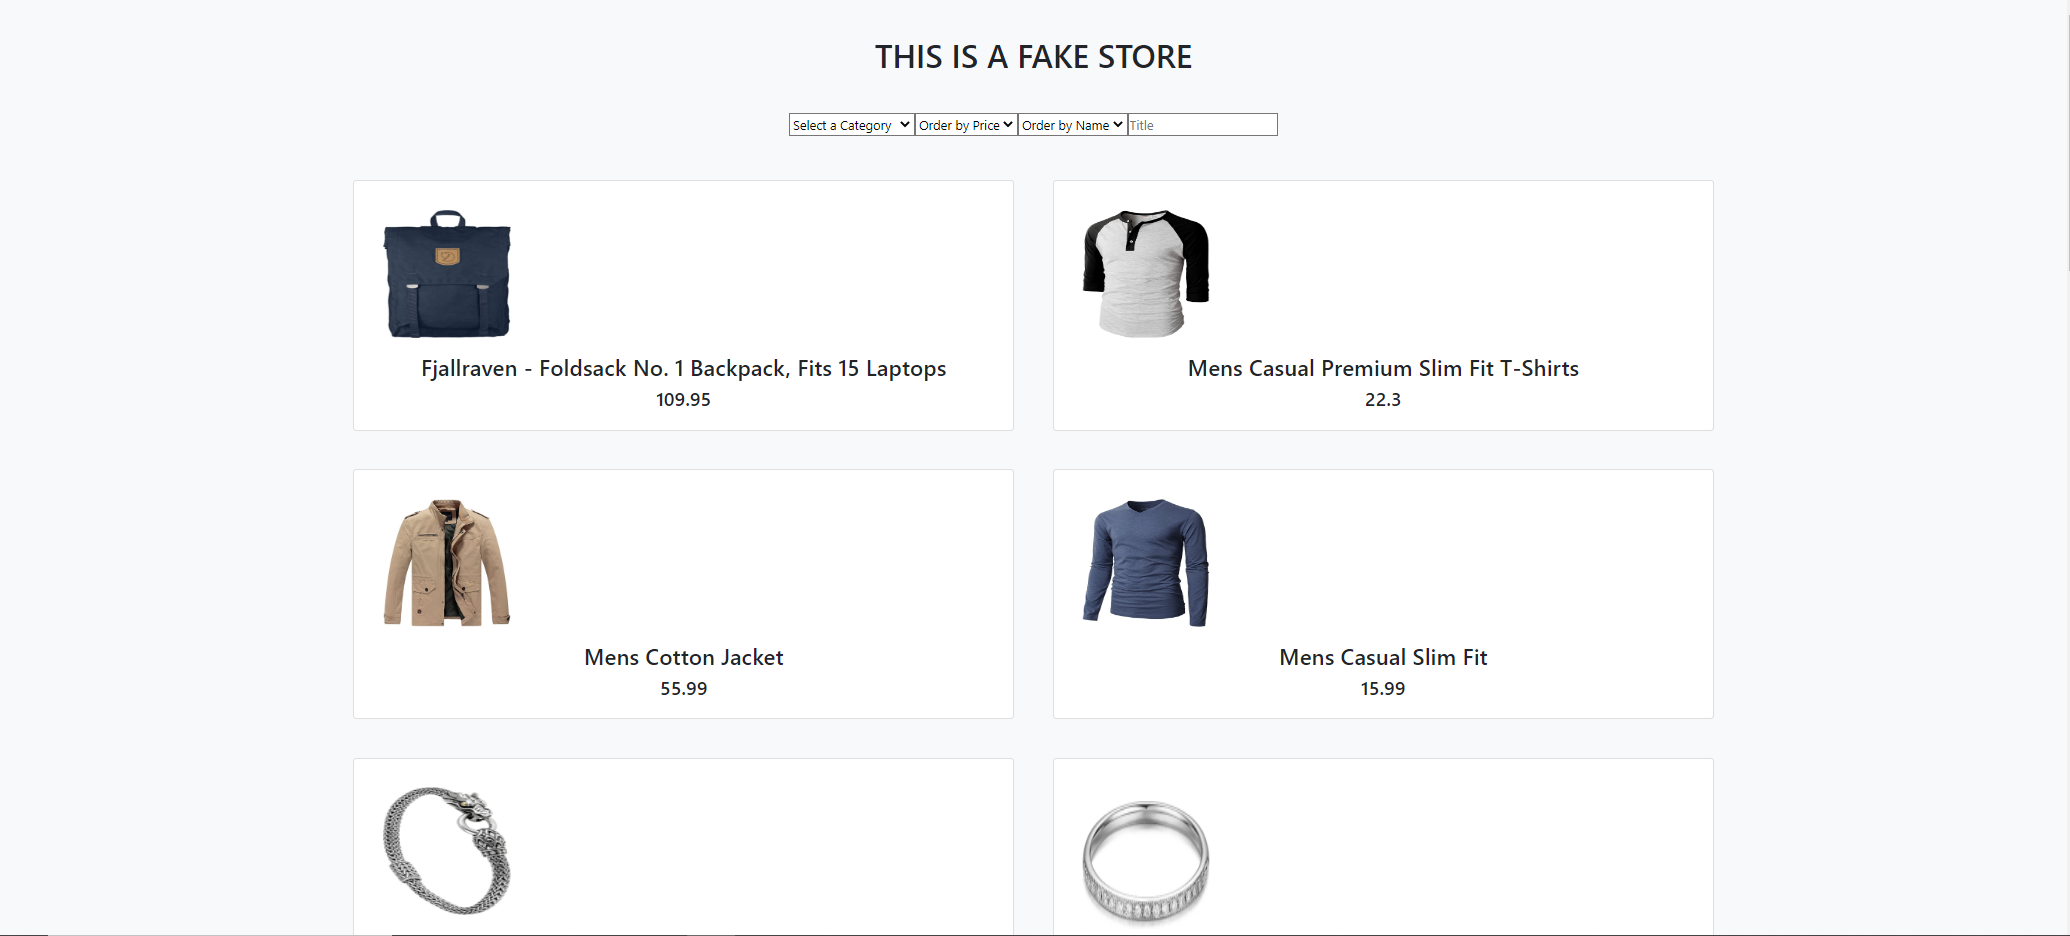 THIS IS A FAKE STORE
Select a Category Order by Price Order by Name Title
Fjallraven - Foldsack No. 1 Backpack, Fits 15 Laptops
109.95
Mens Casual Premium Slim Fit T-Shirts
22.3
Mens Cotton Jacket
55.99
Mens Casual Slim Fit
15.99